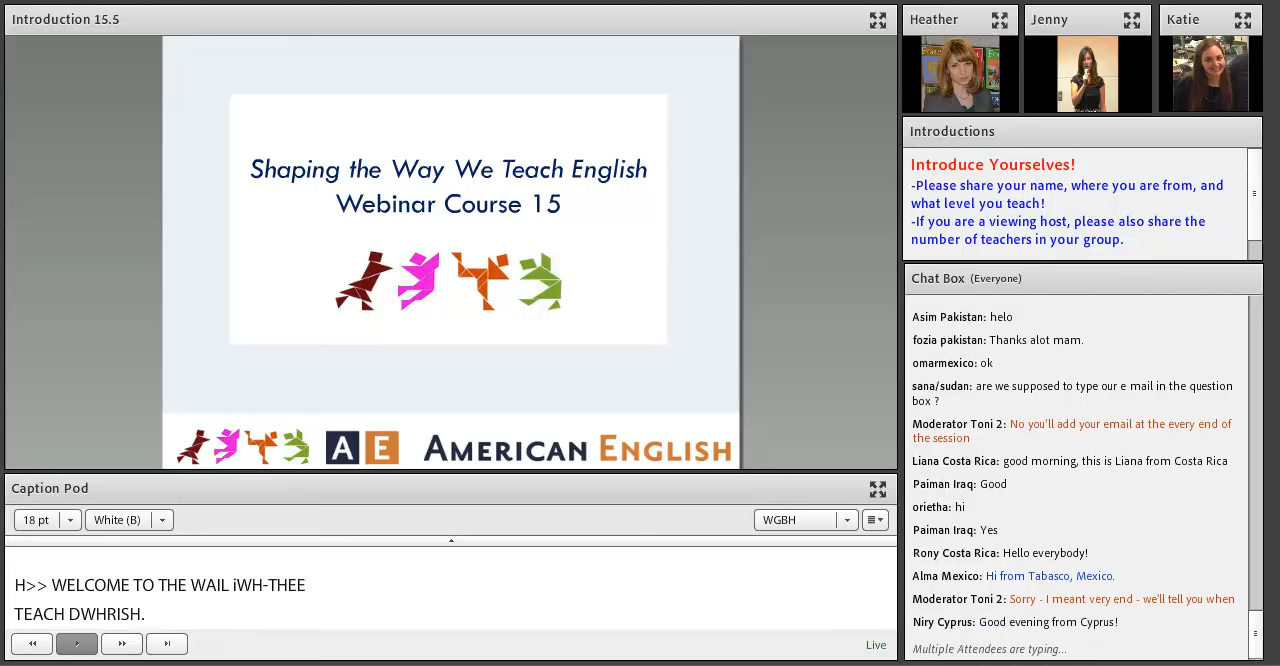 Introduction 15.5
Shaping the Way We Teach English
Webinar Course 15
A E AMERICAN ENGLISH
Caption Pod
18 pt White (B) WGBH
H>> WELCOME TO THE WAIL iWH-THEE
TEACH DWHRISH.
Live
Heather Jenny Katie
Introductions
Introduce Yourselves!
-Please share your name, where you are from, and
what level you teach!
-If you are a viewing host, please also share the
number of teachers in your group.
Chat Box (Everyone)
Asim Pakistan: helo
fozia pakistan: Thanks alot mam.
omarmexico: ok
sana/sudan: are we supposed to type our e mail in the question
box ?
Moderator Toni 2: No you'll add your email at the every end of
the session
Liana Costa Rica: good morning, this is Liana from Costa Rica
Paiman Iraq: Good
orietha: hi
Paiman Iraq: Yes
Rony Costa Rica: Hello everybody!
Alma Mexico: Hi from Tabasco, Mexico.
Moderator Toni 2: Sorry - I meant very end - we'll tell you when
Niry Cyprus: Good evening from Cyprus!
Multiple Attendees are typing...